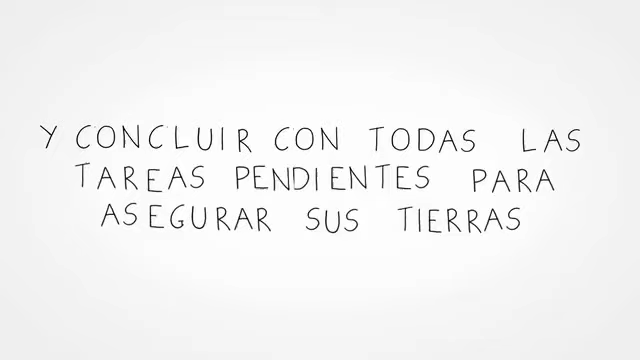 Y CONCLUIR CON TODAS LAS
TAREAS PENDIENTES PARA
ASEGURAR SUS TIERRAS